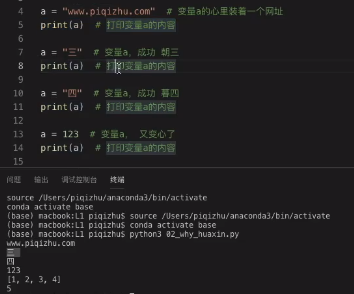 4 a = "www.piqizhu.com"  # 变量a的心里装着一个网址
5 print(a)  # 打印变量a的内容
6
7 a = "三"  # 变量a，成功 朝三
8 print(a)  # 打印变量a的内容
9
10 a = "四"  # 变量a，成功 暮四
11 print(a)  # 打印变量a的内容
12
13 a = 123  # 变量a， 又变心了
14 print(a)  # 打印变量a的内容
问题 输出 调试控制台 终端
source /Users/piqizhu/anaconda3/bin/activate
conda activate base
(base) macbook:L1 piqizhu$ source /Users/piqizhu/anaconda3/bin/activate
(base) macbook:L1 piqizhu$ conda activate base
(base) macbook:L1 piqizhu$ python3 02_why_huaxin.py
www.piqizhu.com
三
四
123
[1, 2, 3, 4]
5